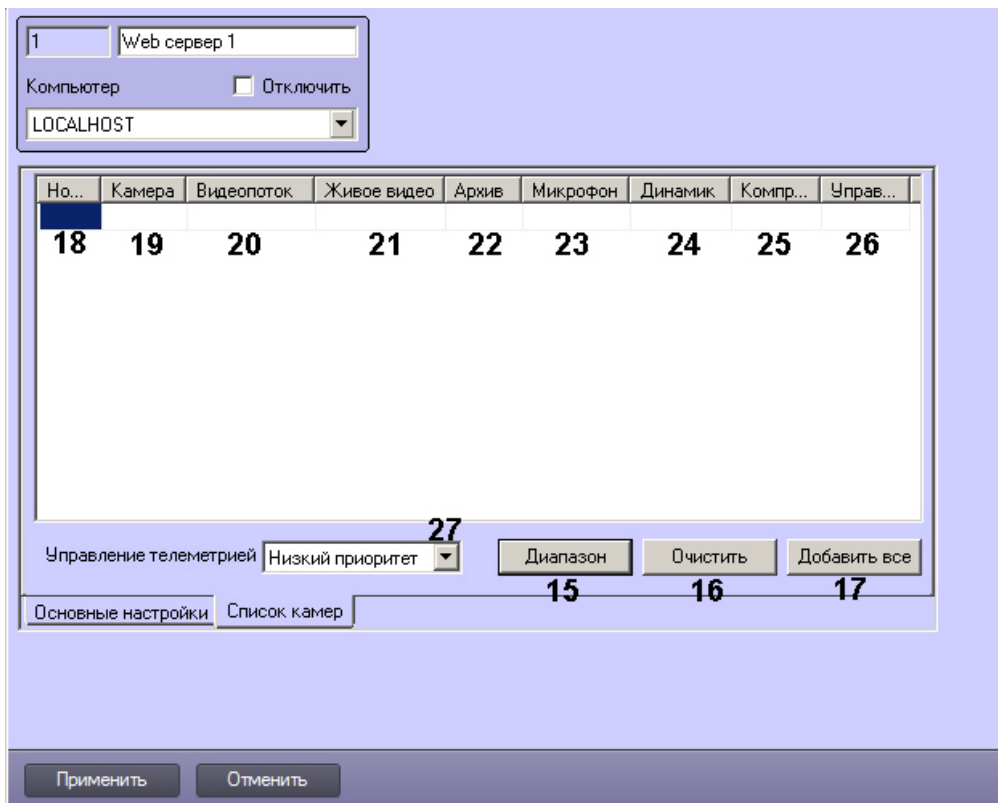 1 Web сервер 1
Компьютер Отключить
LOCALHOST
Но... Камера Видеопоток Живое видео Архив Микрофон Динамик Компр... Управ...
18 19 20 21 22 23 24 25 26
27
Управление телеметрией Низкий приоритет Диапазон Очистить Добавить все
15 16 17
Основные настройки Список камер
Применить Отменить